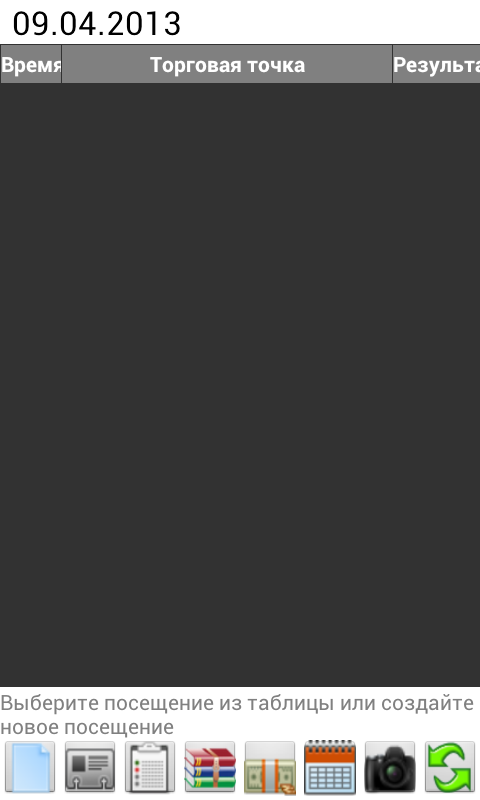 09.04.2013
Время Торговая точка Результа
Выберите посещение из таблицы или создайте
новое посещение